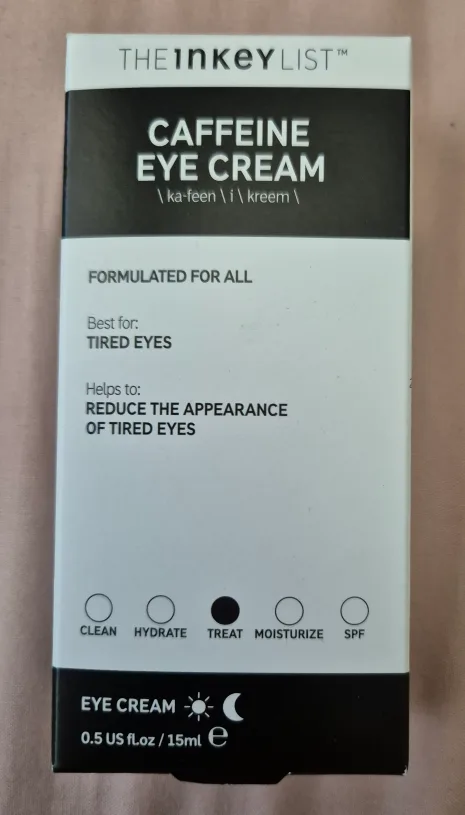 THE INKEY LIST™
CAFFEINE
EYE CREAM
\ ka-feen \ i \ kreem \
FORMULATED FOR ALL
Best for:
TIRED EYES
Helps to:
REDUCE THE APPEARANCE
OF TIRED EYES
CLEAN HYDRATE TREAT MOISTURIZE SPF
EYE CREAM
0.5 US fl.oz / 15ml ℮